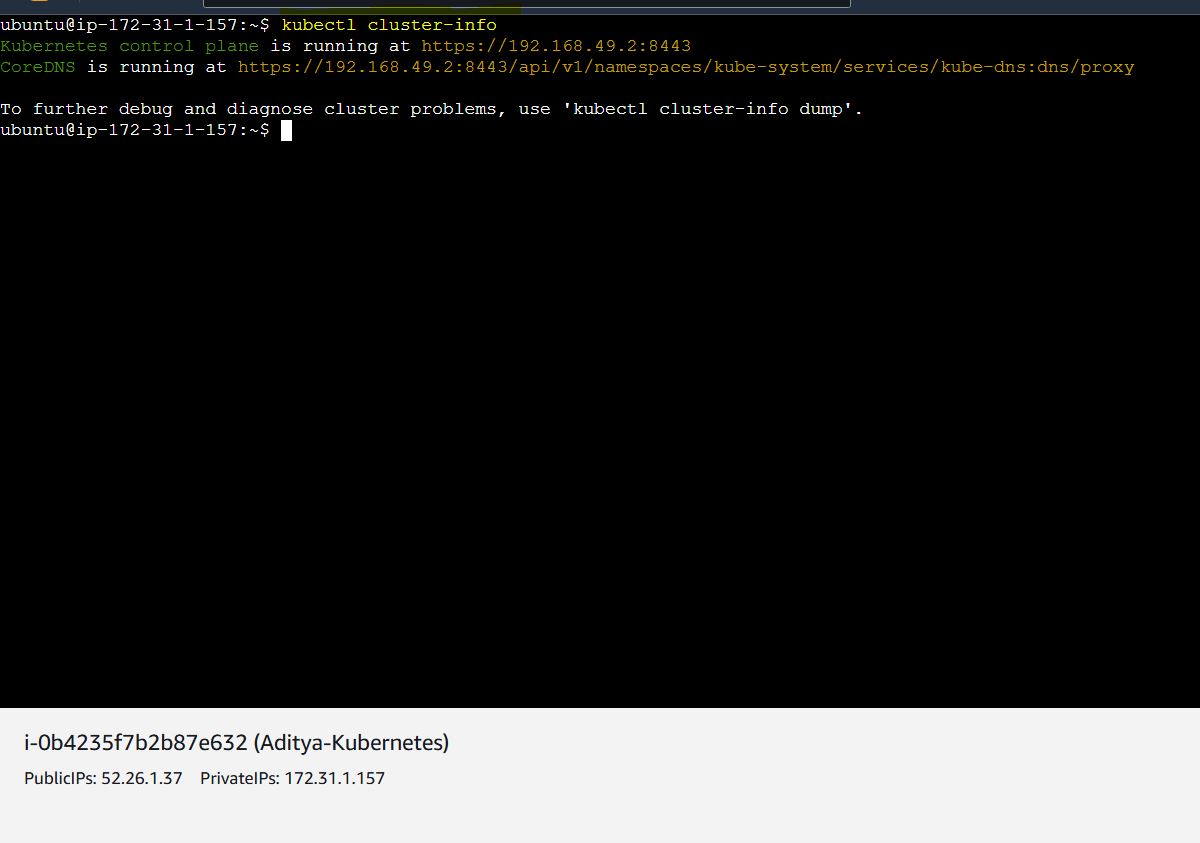 ubuntu@ip-172-31-1-157:~$ kubectl cluster-info
Kubernetes control plane is running at https://192.168.49.2:8443
CoreDNS is running at https://192.168.49.2:8443/api/v1/namespaces/kube-system/services/kube-dns:dns/proxy
To further debug and diagnose cluster problems, use 'kubectl cluster-info dump'.
ubuntu@ip-172-31-1-157:~$
i-0b4235f7b2b87e632 (Aditya-Kubernetes)
PublicIPs: 52.26.1.37 PrivateIPs: 172.31.1.157